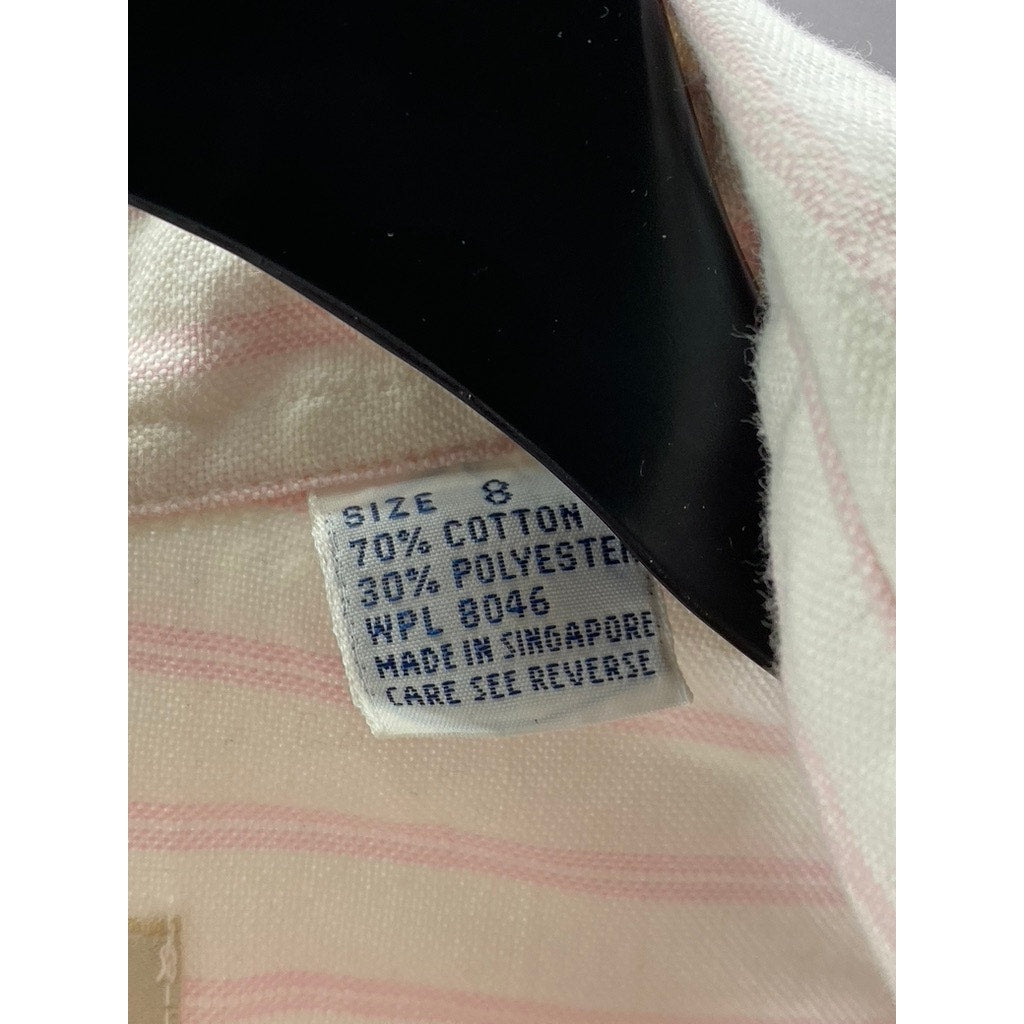 SIZE 8
70% COTTON
30% POLYESTER
WPL 8046
MADE IN SINGAPORE
CARE SEE REVERSE